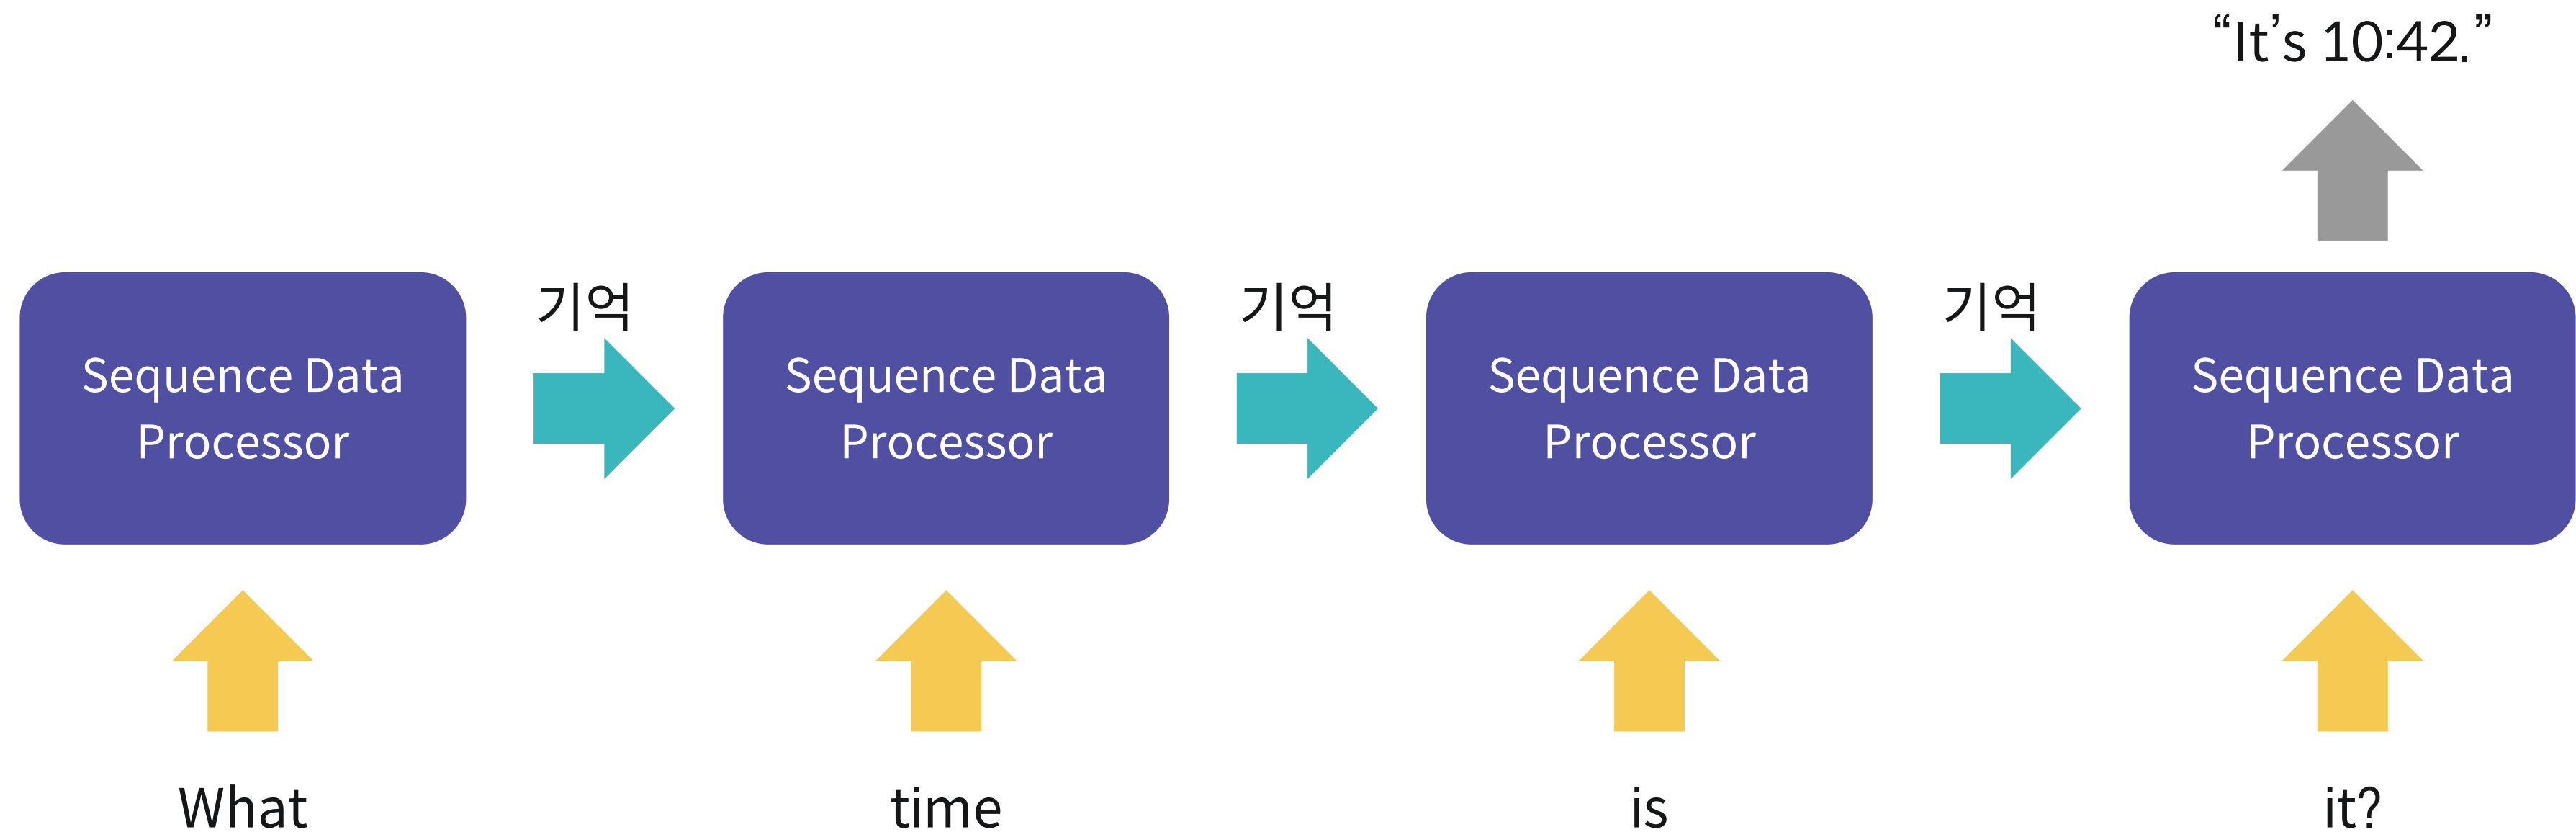 “It’s 10:42.”
기억
기억
기억
Sequence Data
Processor
Sequence Data
Processor
Sequence Data
Processor
Sequence Data
Processor
What
time
is
it?